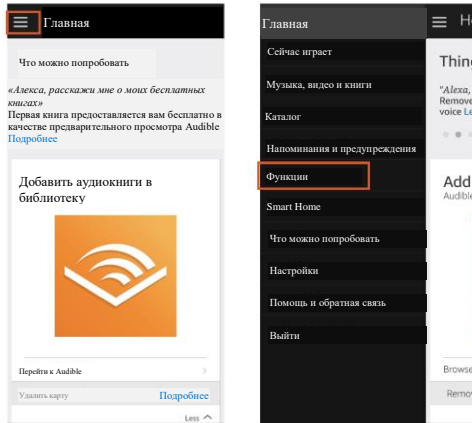 Главная
Что можно попробовать
«Алекса, расскажи мне о моих бесплатных
книгах»
Первая книга предоставляется вам бесплатно в
качестве предварительного просмотра Audible
Подробнее
Добавить аудиокниги в
библиотеку
Перейти к Audible
Удалить карту Подробнее
Less
Главная
Сейчас играет
Музыка, видео и книги
Каталог
Напоминания и предупреждения
Функции
Smart Home
Что можно попробовать
Настройки
Помощь и обратная связь
Выйти
Thin
"Alexa,
Remove
voice Le
Add
Audible
Browse
Remov